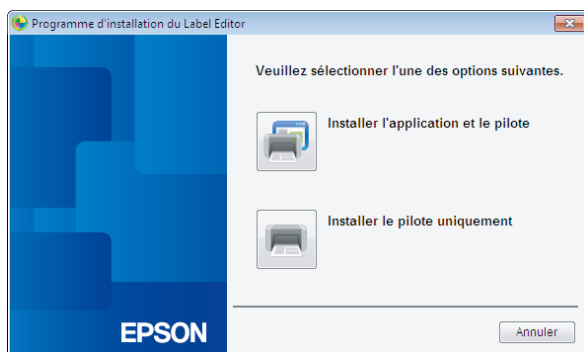 Programme d'installation du Label Editor
Veuillez sélectionner l'une des options suivantes.
Installer l'application et le pilote
Installer le pilote uniquement
EPSON
Annuler